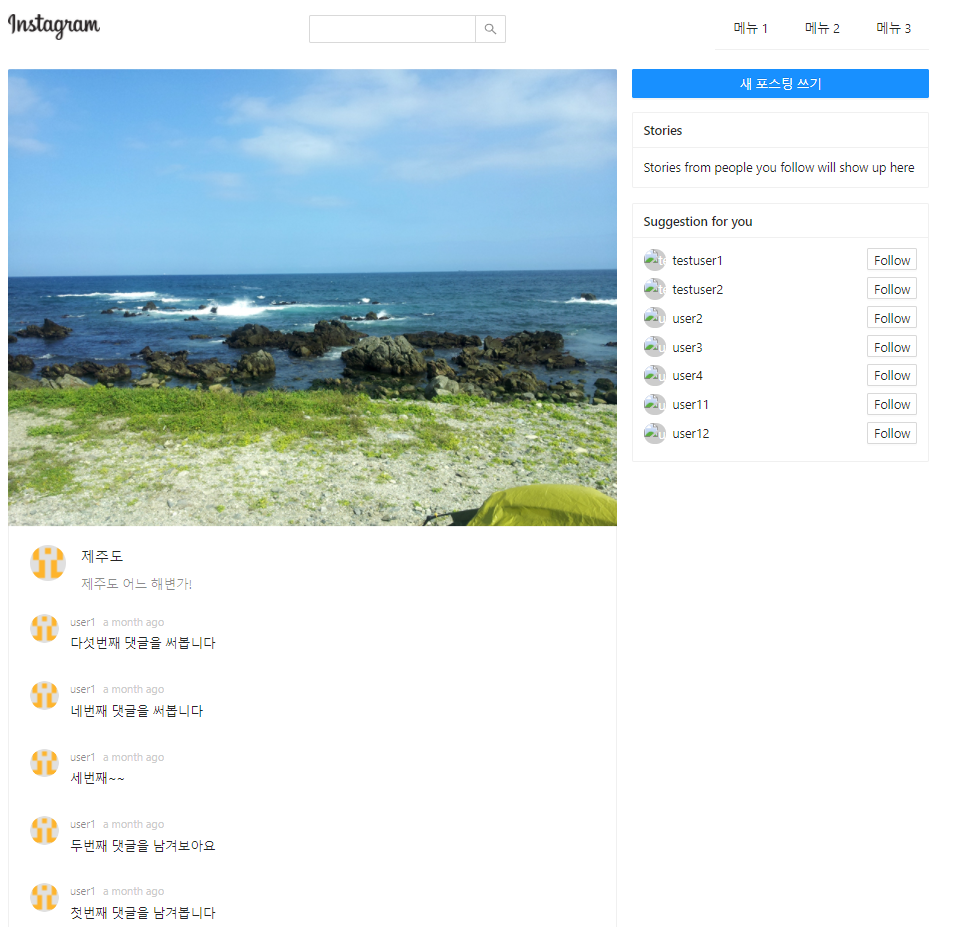 Instagram
메뉴 1 메뉴 2 메뉴 3
새 포스팅 쓰기
Stories
Stories from people you follow will show up here
Suggestion for you
testuser1 Follow
testuser2 Follow
user2 Follow
user3 Follow
user4 Follow
user11 Follow
user12 Follow
제주도
제주도 어느 해변가!
user1 a month ago
다섯번째 댓글을 써봅니다
user1 a month ago
네번째 댓글을 써봅니다
user1 a month ago
세번째~~
user1 a month ago
두번째 댓글을 남겨보아요
user1 a month ago
첫번째 댓글을 남겨봅니다